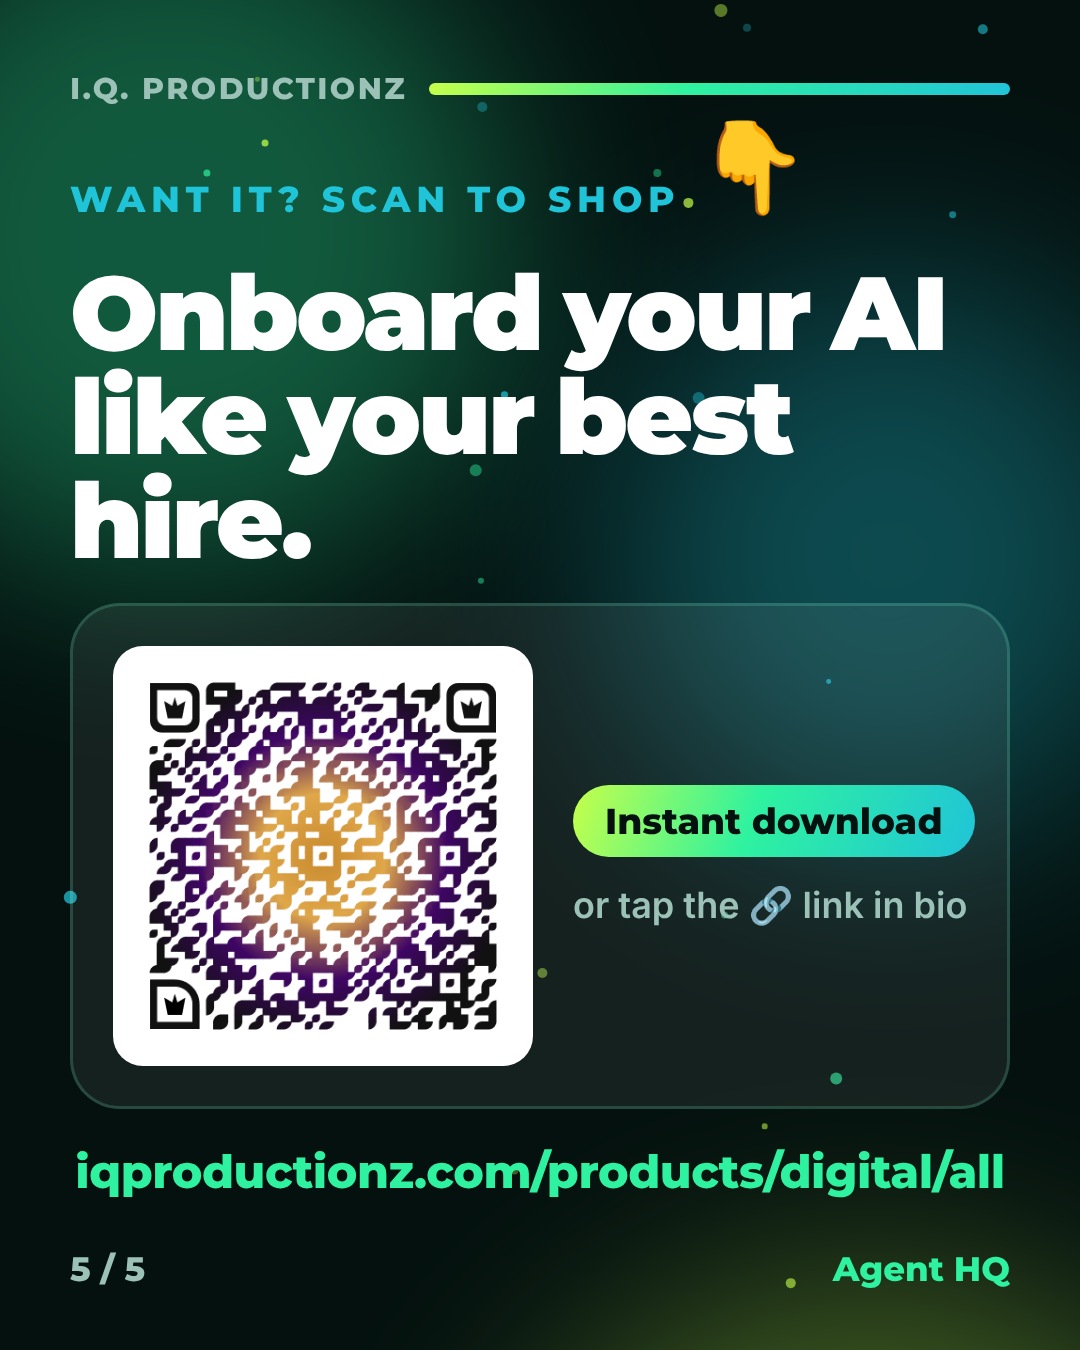 I.Q. PRODUCTIONZ
WANT IT? SCAN TO SHOP 👇
Onboard your AI
like your best
hire.
Instant download
or tap the 🔗 link in bio
iqproductionz.com/products/digital/all
5 / 5
Agent HQ